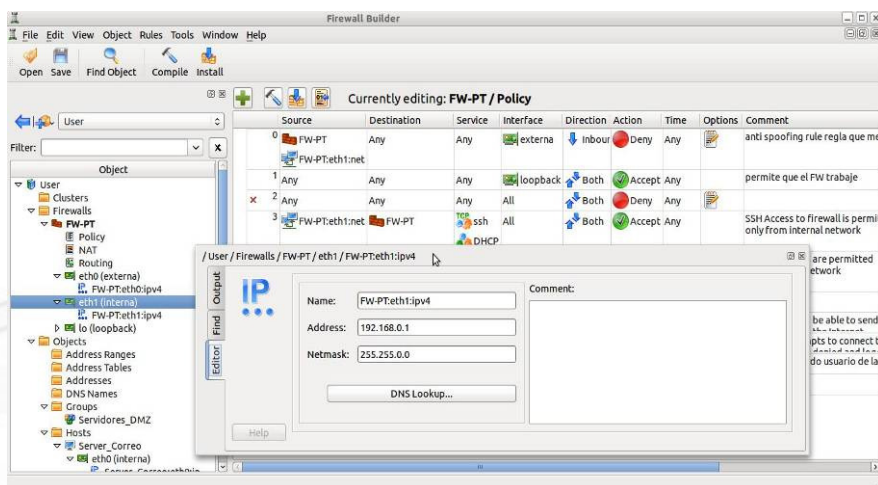 Firewall Builder
File Edit View Object Rules Tools Window Help
Open Save Find Object Compile Install
Currently editing: FW-PT / Policy
User
Filter:
x
Object
User
Clusters
Firewalls
FW-PT
Policy
NAT
Routing
eth0 (externa)
FW-PT:eth0:ipv4
eth1 (interna)
FW-PT:eth1:ipv4
lo (loopback)
Objects
Address Ranges
Address Tables
Addresses
DNS Names
Groups
Servidores_DMZ
Hosts
Server_Correo
eth0 (interna)
Source Destination Service Interface Direction Action Time Options Comment
0 FW-PT Any Any externa Inbour Deny Any anti spoofing rule regla que me
FW-PT:eth1:net
1 Any Any Any loopback Both Accept Any permite que el FW trabaje
x 2 Any Any Any All Both Deny Any
3 FW-PT:eth1:net FW-PT TCP ssh All Both Accept Any SSH Access to firewall is permi
only from internal network
DHCP
are permitted
etwork
be able to send
pts to connect t
do usuario de la
/ User / Firewalls / FW-PT / eth1 / FW-PT:eth1:ipv4
Output
Find
Editor
IP
Name: FW-PT:eth1:ipv4
Address: 192.168.0.1
Netmask: 255.255.0.0
DNS Lookup...
Comment:
Help